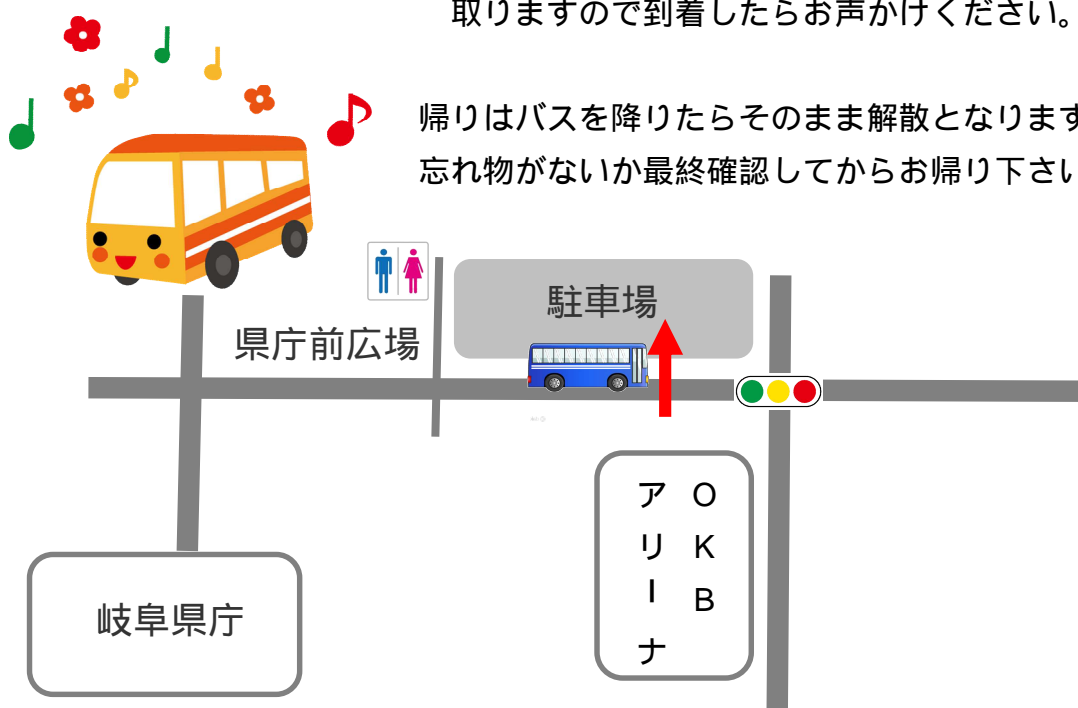 取りますので到着したらお声かけください。
帰りはバスを降りたらそのまま解散となります
忘れ物がないか最終確認してからお帰り下さい
駐車場
県庁前広場
OKB
アリーナ
岐阜県庁